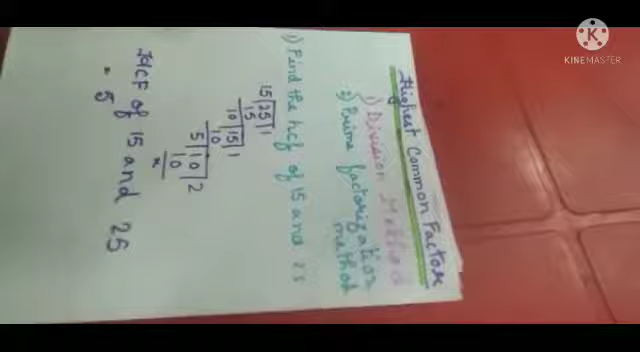 Highest Common Factor
1) Division Method
2) Prime factorization
method
1) Find the hcf of 15 and 25
15|25|1
15
10|15|1
10
5|10|2
10
×
HCF of 15 and 25
= 5
K
KINEMASTER